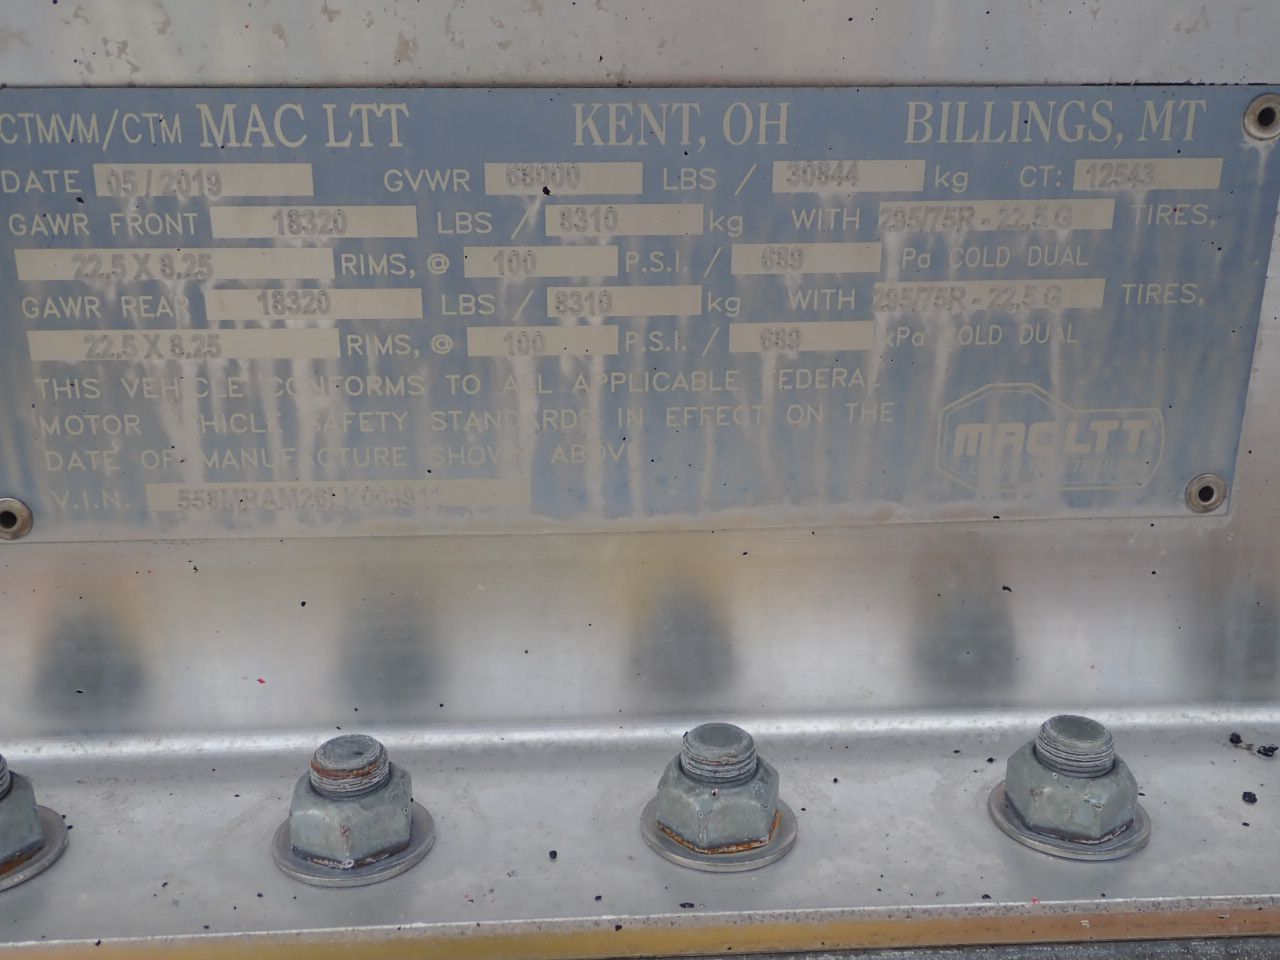 CTMVM/CTM MAC LTT KENT, OH BILLINGS, MT
DATE 05/2019 GVWR 68000 LBS / 30844 kg CT: 12543
GAWR FRONT 18320 LBS / 8310 kg WITH 295/75R - 22.5 G TIRES,
22.5 X 8.25 RIMS, @ 100 P.S.I. / 689 Pa COLD DUAL
GAWR REAR 18320 LBS / 8310 kg WITH 295/75R - 22.5 G TIRES,
22.5 X 8.25 RIMS, @ 100 P.S.I. / 689 kPa COLD DUAL
THIS VEHICLE CONFORMS TO ALL APPLICABLE FEDERAL
MOTOR VEHICLE SAFETY STANDARDS IN EFFECT ON THE
DATE OF MANUFACTURE SHOWN ABOVE
MAC LTT
V.I.N.